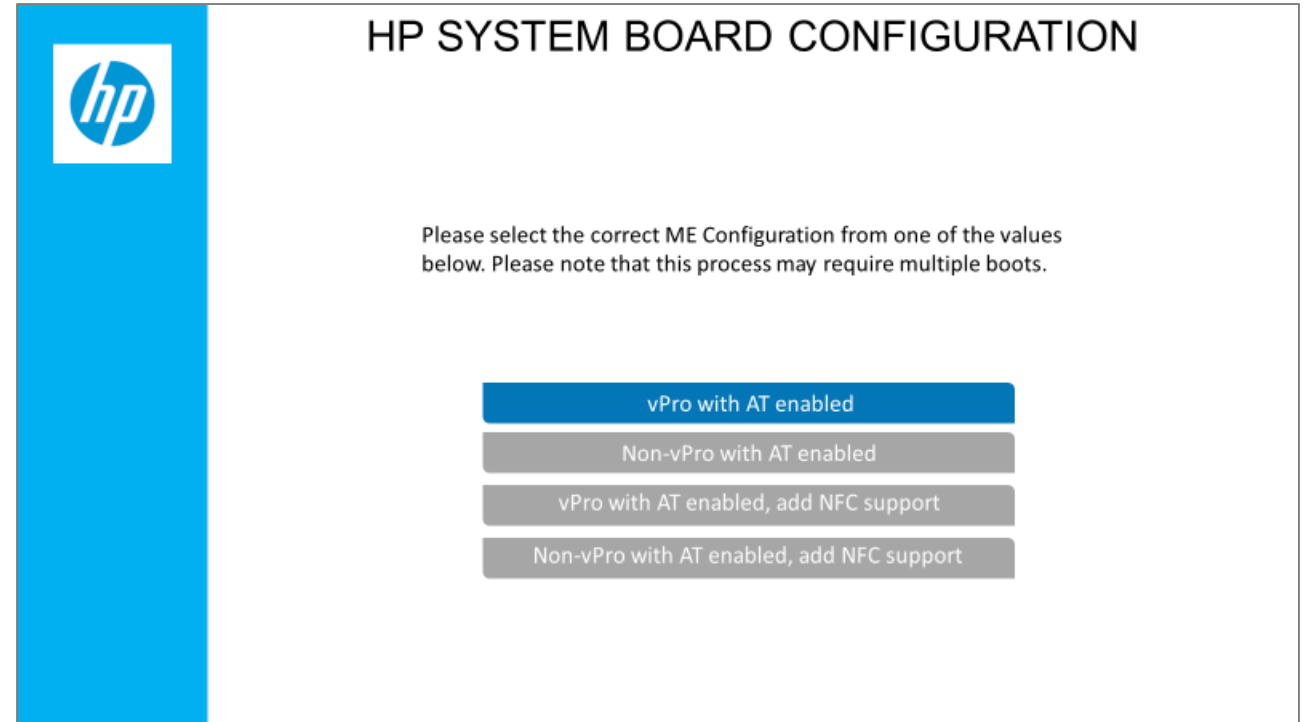 HP SYSTEM BOARD CONFIGURATION
hp
Please select the correct ME Configuration from one of the values
below. Please note that this process may require multiple boots.
vPro with AT enabled
Non-vPro with AT enabled
vPro with AT enabled, add NFC support
Non-vPro with AT enabled, add NFC support